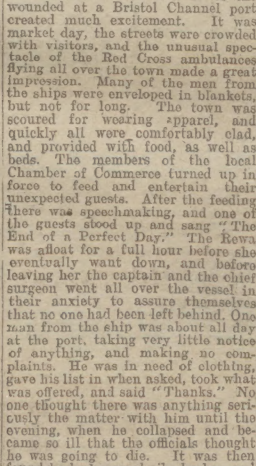 wounded at a Bristol Channel port
created much excitement. It was
market day, the streets were crowded
with visitors, and the unusual spec-
tacle of the Red Cross ambulances
flying all over the town made a great
impression. Many of the men from
the ships were enveloped in blankets,
but not for long. The town was
scoured for wearing apparel, and
quickly all were comfortably clad,
and provided with food, as well as
beds. The members of the local
Chamber of Commerce turned up in
force to feed and entertain their
unexpected guests. After the feeding
there was speechmaking, and one of
the guests stood up and sang "The
End of a Perfect Day." The Rewa
was afloat for a full hour before she
eventually want down, and before
leaving her the captain and the chief
surgeon went all over the vessel in
their anxiety to assure themselves
that no one had been left behind. One
man from the ship was about all day
at the port, taking very little notice
of anything, and making no com-
plaints. He was in need of clothing,
gave his list in when asked, took what
was offered, and said "Thanks." No
one thought there was anything seri-
ously the matter with him until the
evening, when he collapsed and be-
came so ill that the officials thought
he was going to die. It was then